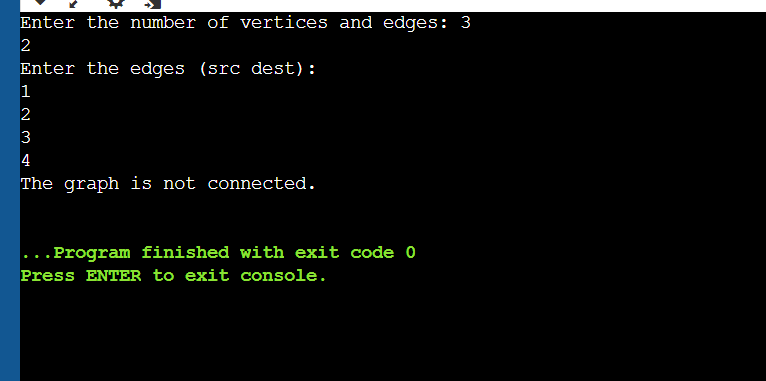 Enter the number of vertices and edges: 3
2
Enter the edges (src dest):
1
2
3
4
The graph is not connected.
...Program finished with exit code 0
Press ENTER to exit console.